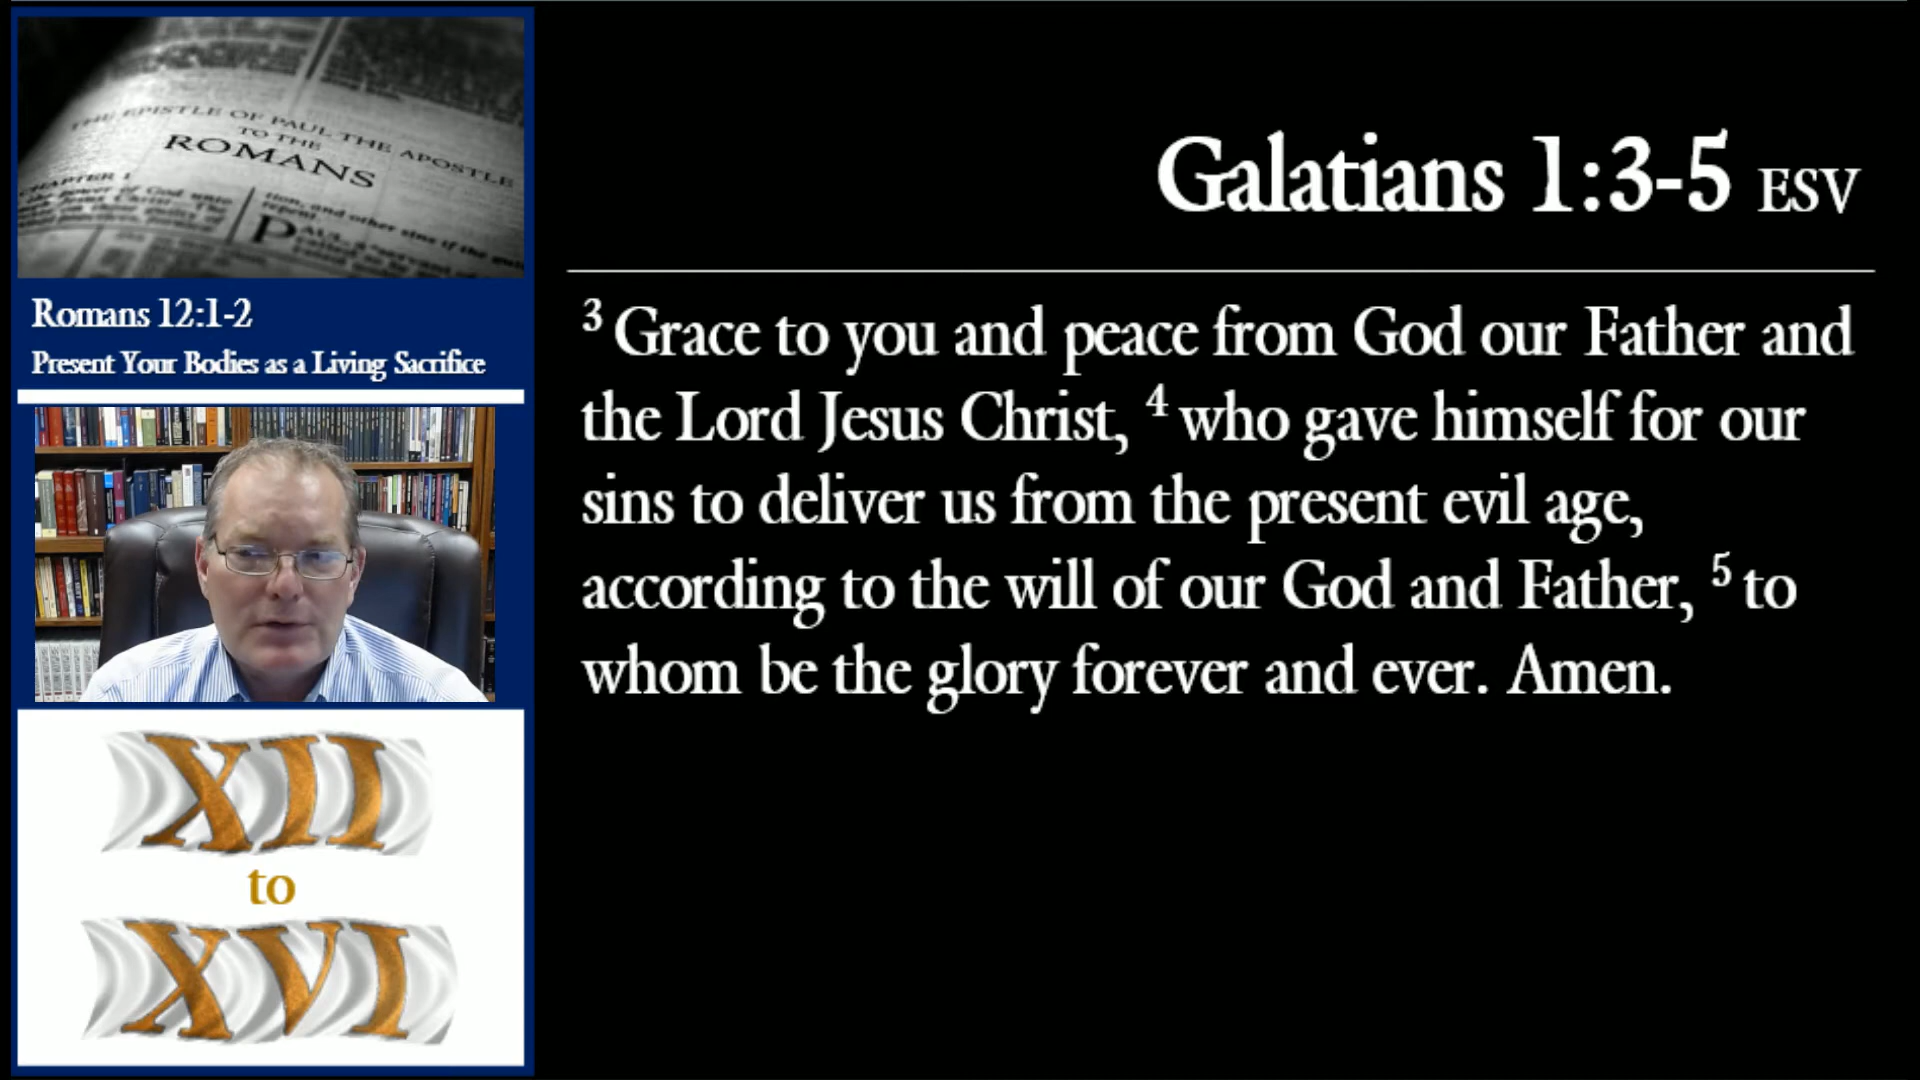 THE EPISTLE OF PAUL THE APOSTLE
TO THE
ROMANS
CHAPTER 1
Romans 12:1-2
Present Your Bodies as a Living Sacrifice
XII
to
XVI
Galatians 1:3-5 ESV
3 Grace to you and peace from God our Father and
the Lord Jesus Christ, 4 who gave himself for our
sins to deliver us from the present evil age,
according to the will of our God and Father, 5 to
whom be the glory forever and ever. Amen.